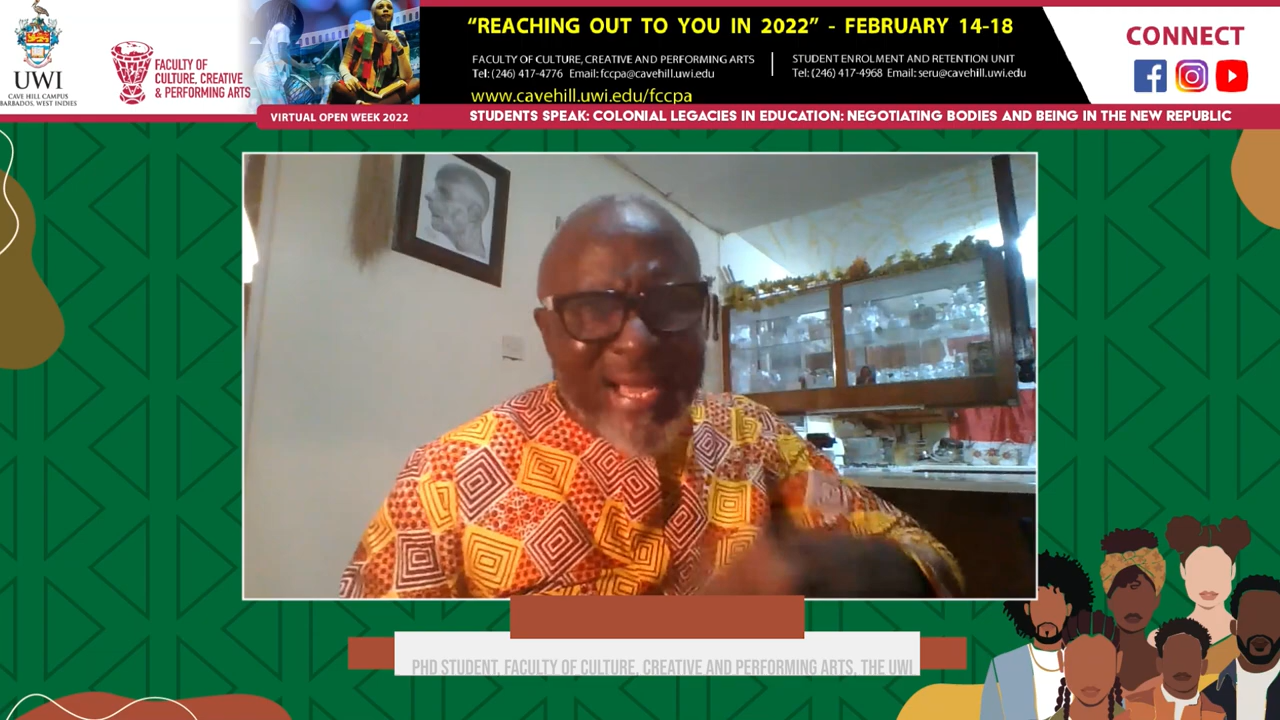 "REACHING OUT TO YOU IN 2022" - FEBRUARY 14-18
UWI
CAVE HILL CAMPUS
BARBADOS, WEST INDIES
FACULTY OF
CULTURE, CREATIVE
& PERFORMING ARTS
FACULTY OF CULTURE, CREATIVE AND PERFORMING ARTS
Tel: (246) 417-4776 Email: fccpa@cavehill.uwi.edu
www.cavehill.uwi.edu/fccpa
STUDENT ENROLMENT AND RETENTION UNIT
Tel: (246) 417-4968 Email: seru@cavehill.uwi.edu
CONNECT
VIRTUAL OPEN WEEK 2022
STUDENTS SPEAK: COLONIAL LEGACIES IN EDUCATION: NEGOTIATING BODIES AND BEING IN THE NEW REPUBLIC
PHD STUDENT, FACULTY OF CULTURE, CREATIVE AND PERFORMING ARTS, THE UWI